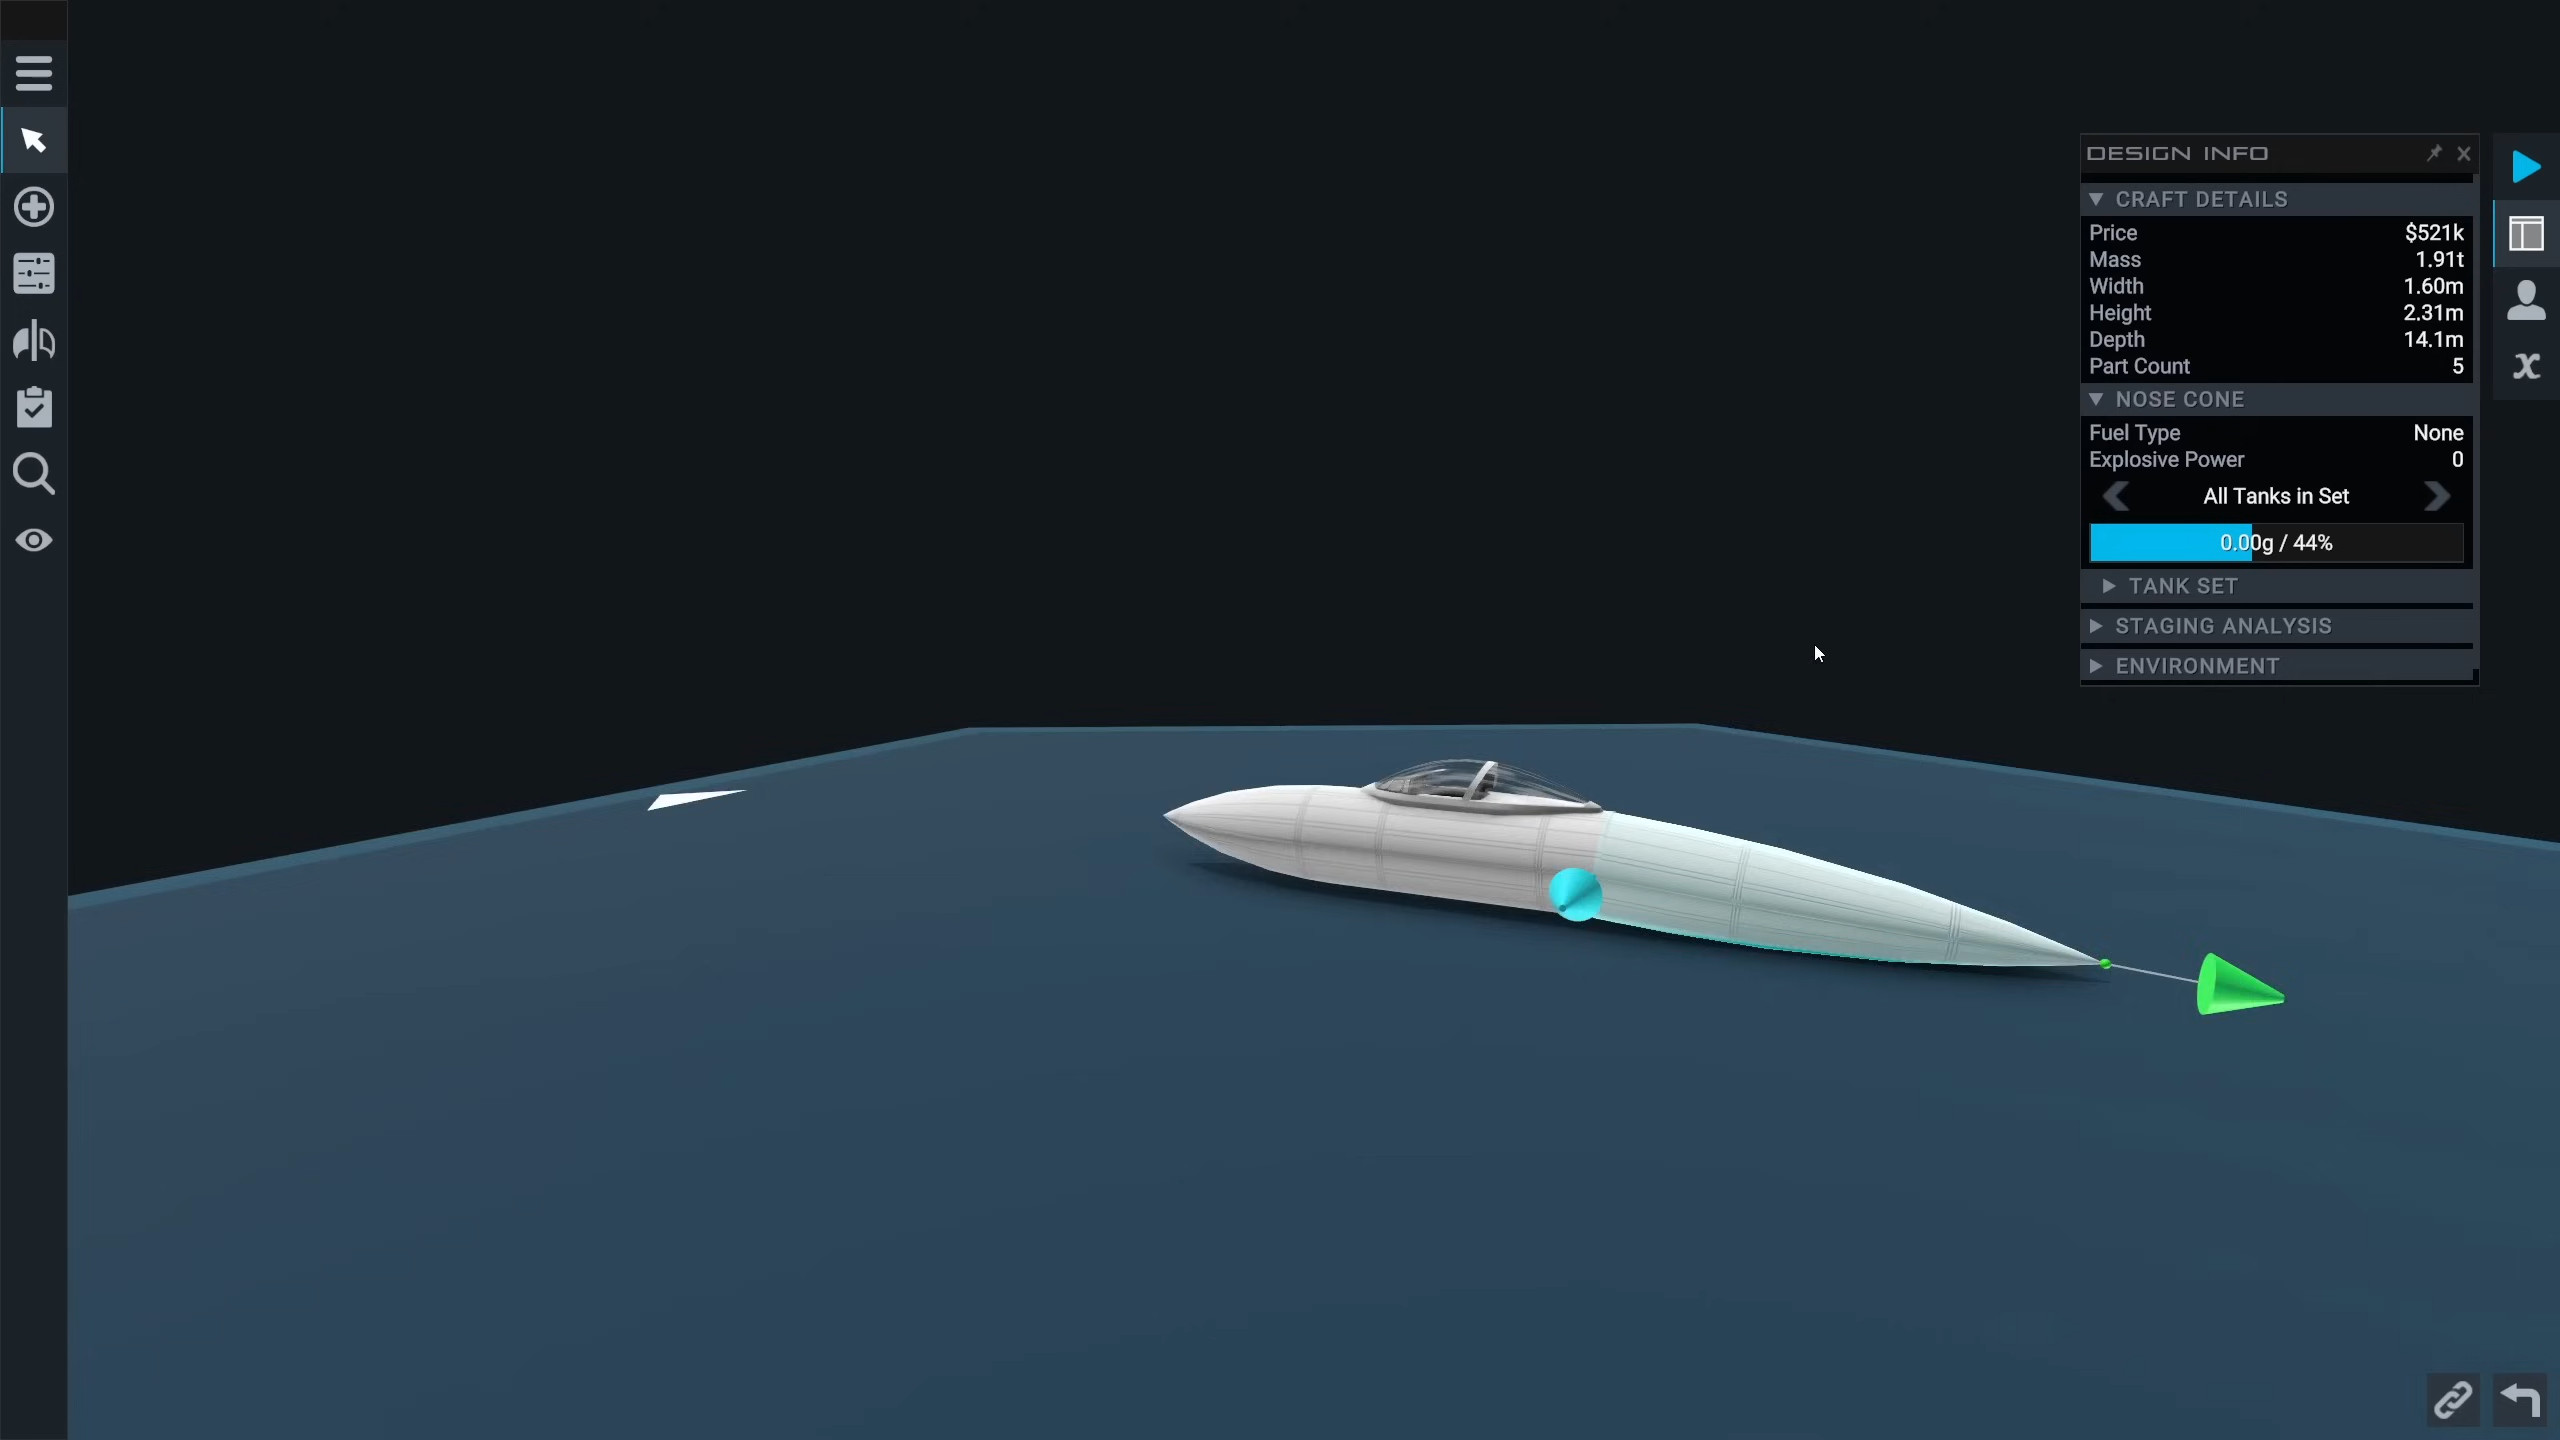 DESIGN INFO
CRAFT DETAILS
Price $521k
Mass 1.91t
Width 1.60m
Height 2.31m
Depth 14.1m
Part Count 5
NOSE CONE
Fuel Type None
Explosive Power 0
All Tanks in Set
0.00g / 44%
TANK SET
STAGING ANALYSIS
ENVIRONMENT
x